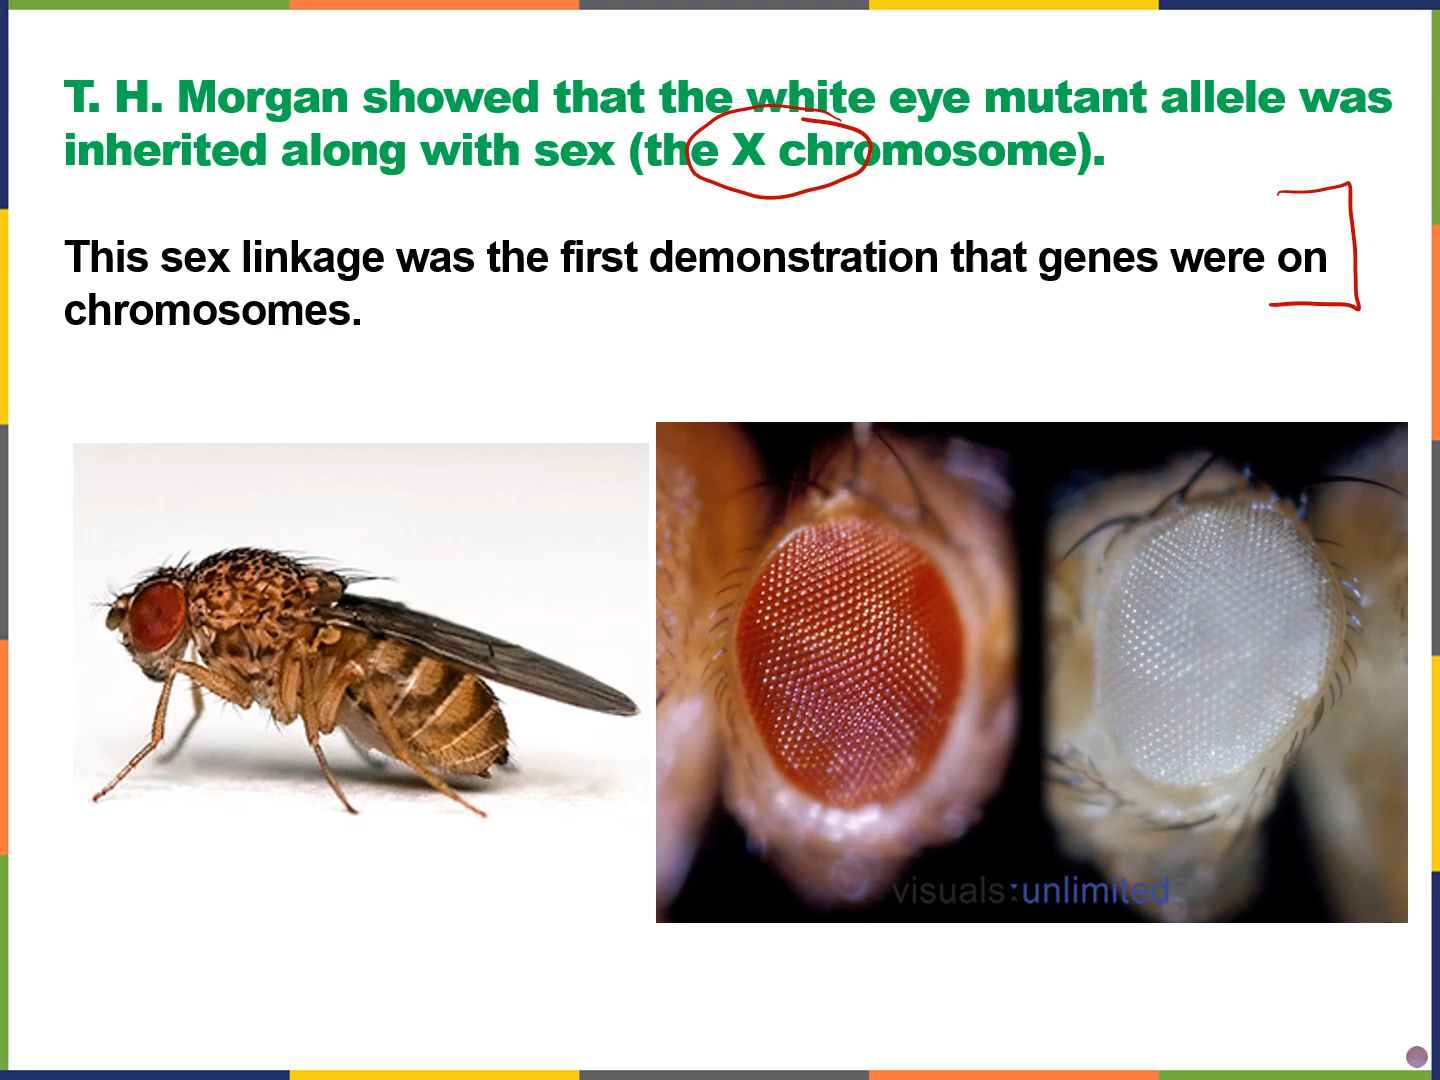 T. H. Morgan showed that the white eye mutant allele was
inherited along with sex (the X chromosome).
This sex linkage was the first demonstration that genes were on
chromosomes.
visuals unlimited